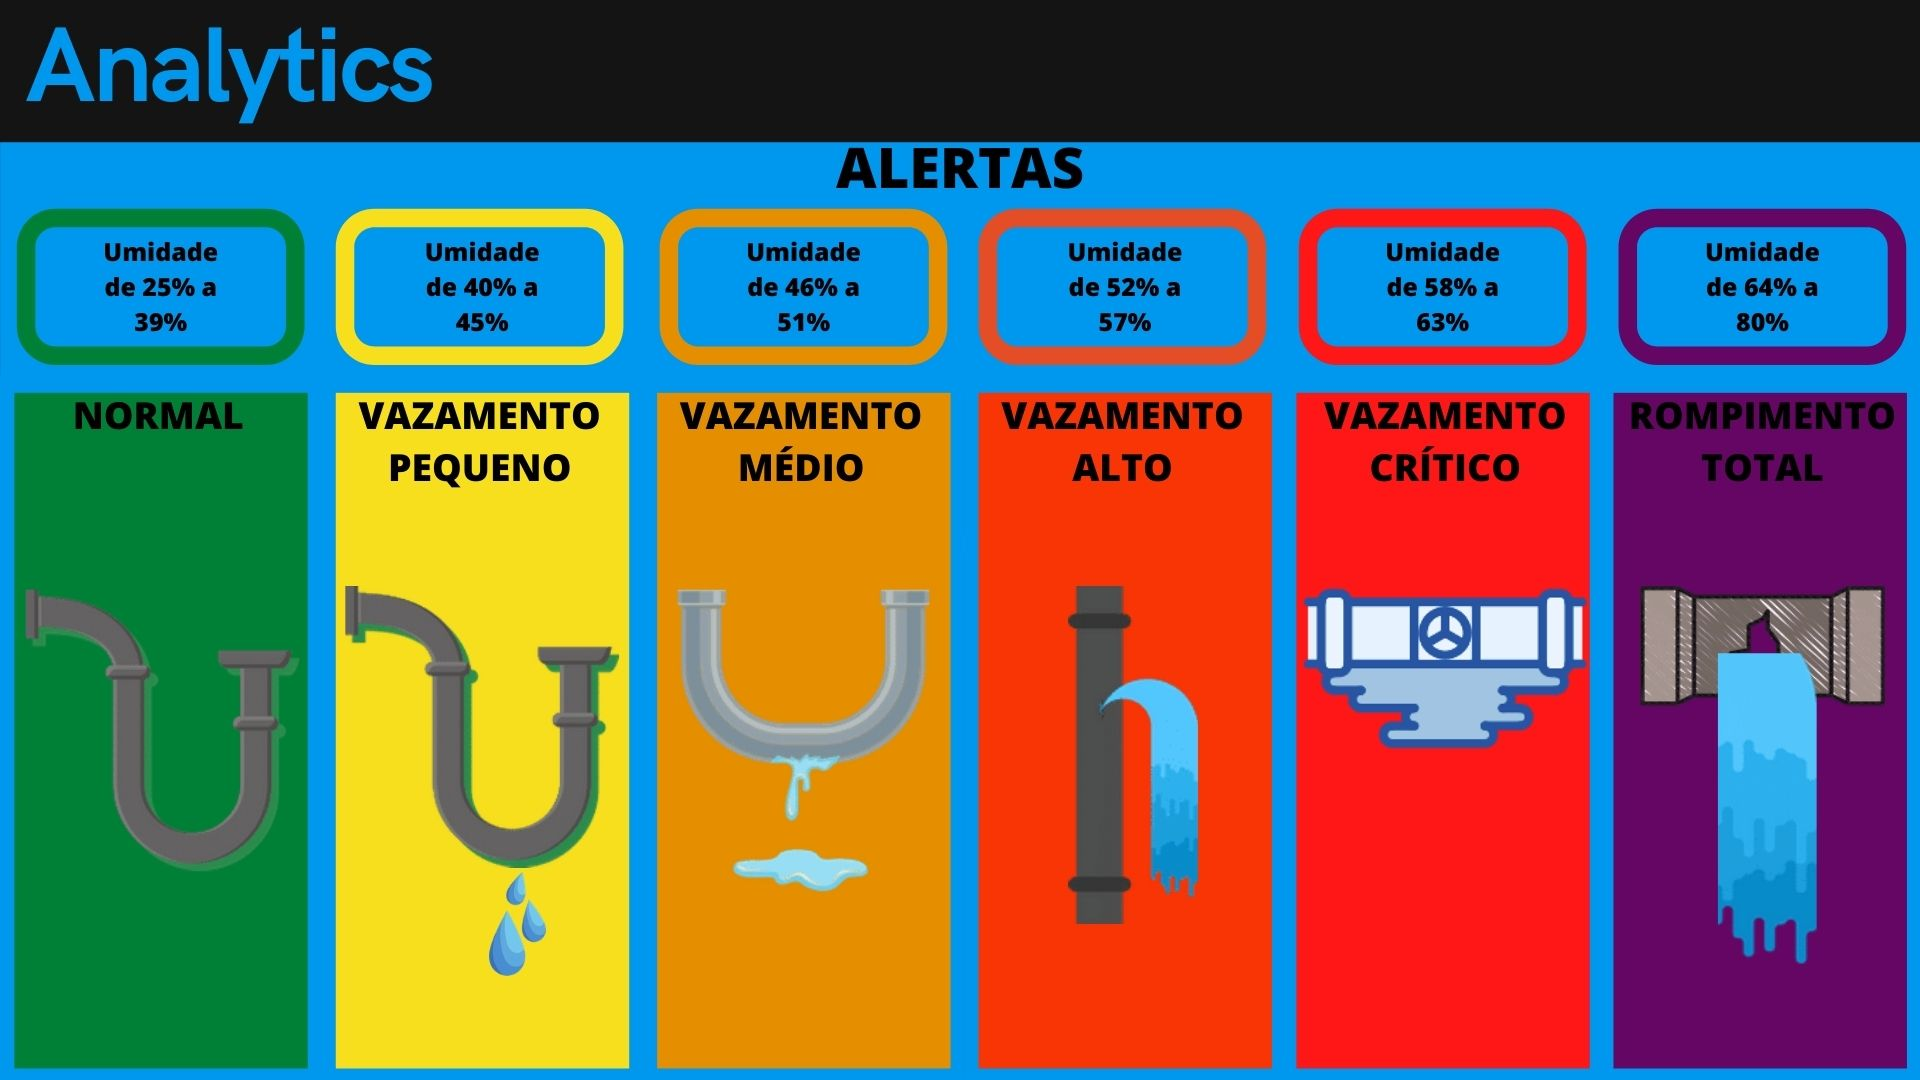 Analytics
ALERTAS
Umidade
de 25% a
39%
Umidade
de 40% a
45%
Umidade
de 46% a
51%
Umidade
de 52% a
57%
Umidade
de 58% a
63%
Umidade
de 64% a
80%
NORMAL
VAZAMENTO
PEQUENO
VAZAMENTO
MÉDIO
VAZAMENTO
ALTO
VAZAMENTO
CRÍTICO
ROMPIMENTO
TOTAL